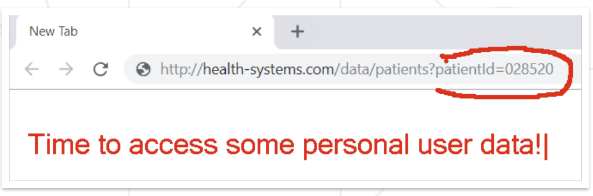 New Tab
http://health-systems.com/data/patients?patientId=028520
Time to access some personal user data!